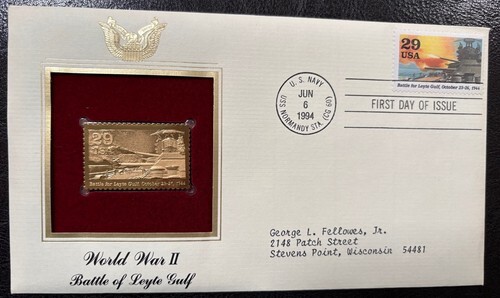 29
USA
Battle for Leyte Gulf, October 23-26, 1944
U. S. NAVY
JUN
6
1994
USS NORMANDY STA. (CG 60)
FIRST DAY OF ISSUE
29
USA
Battle for Leyte Gulf, October 23-26, 1944
World War II
Battle of Leyte Gulf
George L. Fellowes, Jr.
2148 Patch Street
Stevens Point, Wisconsin 54481